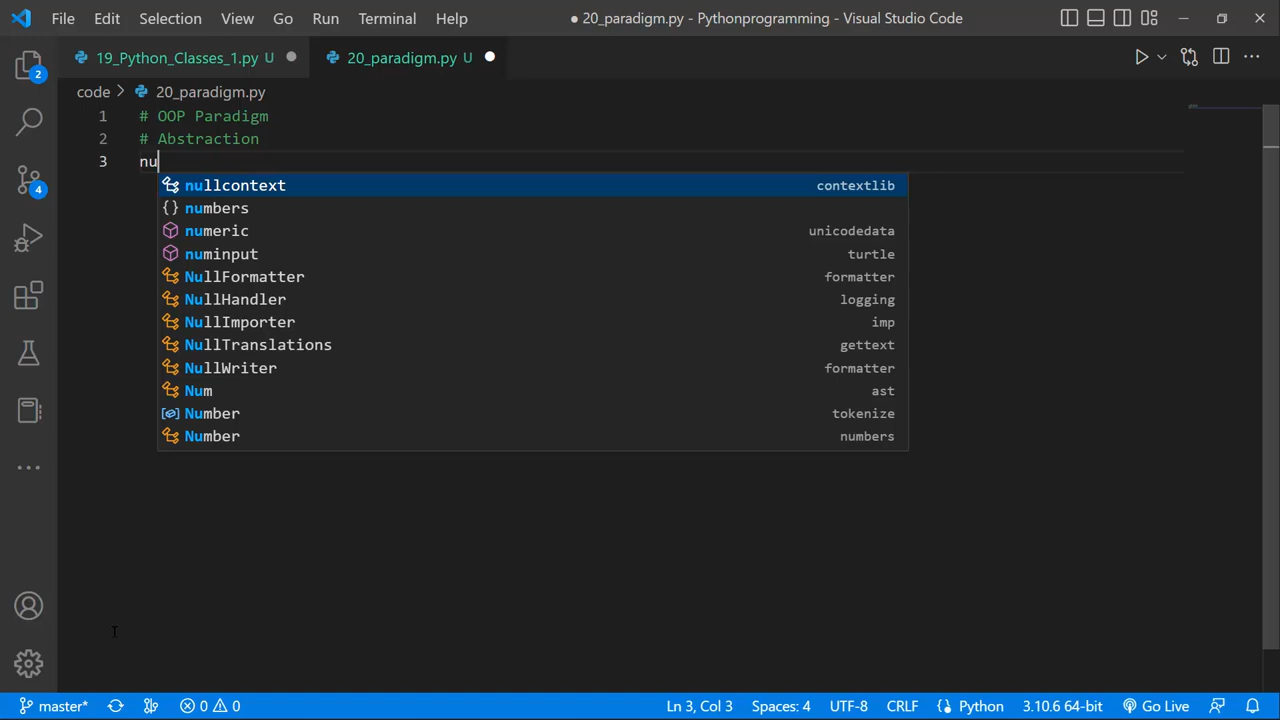 File Edit Selection View Go Run Terminal Help ● 20_paradigm.py - Pythonprogramming - Visual Studio Code
19_Python_Classes_1.py U 20_paradigm.py U
code > 20_paradigm.py
1 # OOP Paradigm
2 # Abstraction
3 nu
nullcontext contextlib
numbers
numeric unicodedata
numinput turtle
NullFormatter formatter
NullHandler logging
NullImporter imp
NullTranslations gettext
NullWriter formatter
Num ast
Number tokenize
Number numbers
2
4
master* 0 0 Ln 3, Col 3 Spaces: 4 UTF-8 CRLF Python 3.10.6 64-bit Go Live